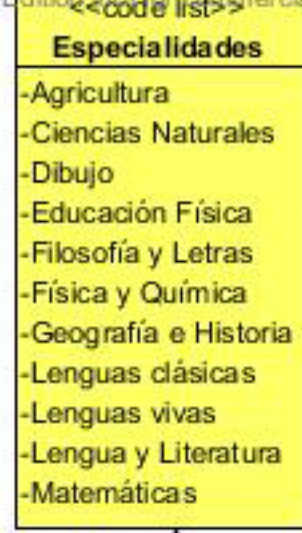 <<code list>>
Especialidades
-Agricultura
-Ciencias Naturales
-Dibujo
-Educación Física
-Filosofía y Letras
-Física y Química
-Geografía e Historia
-Lenguas clásicas
-Lenguas vivas
-Lengua y Literatura
-Matemáticas